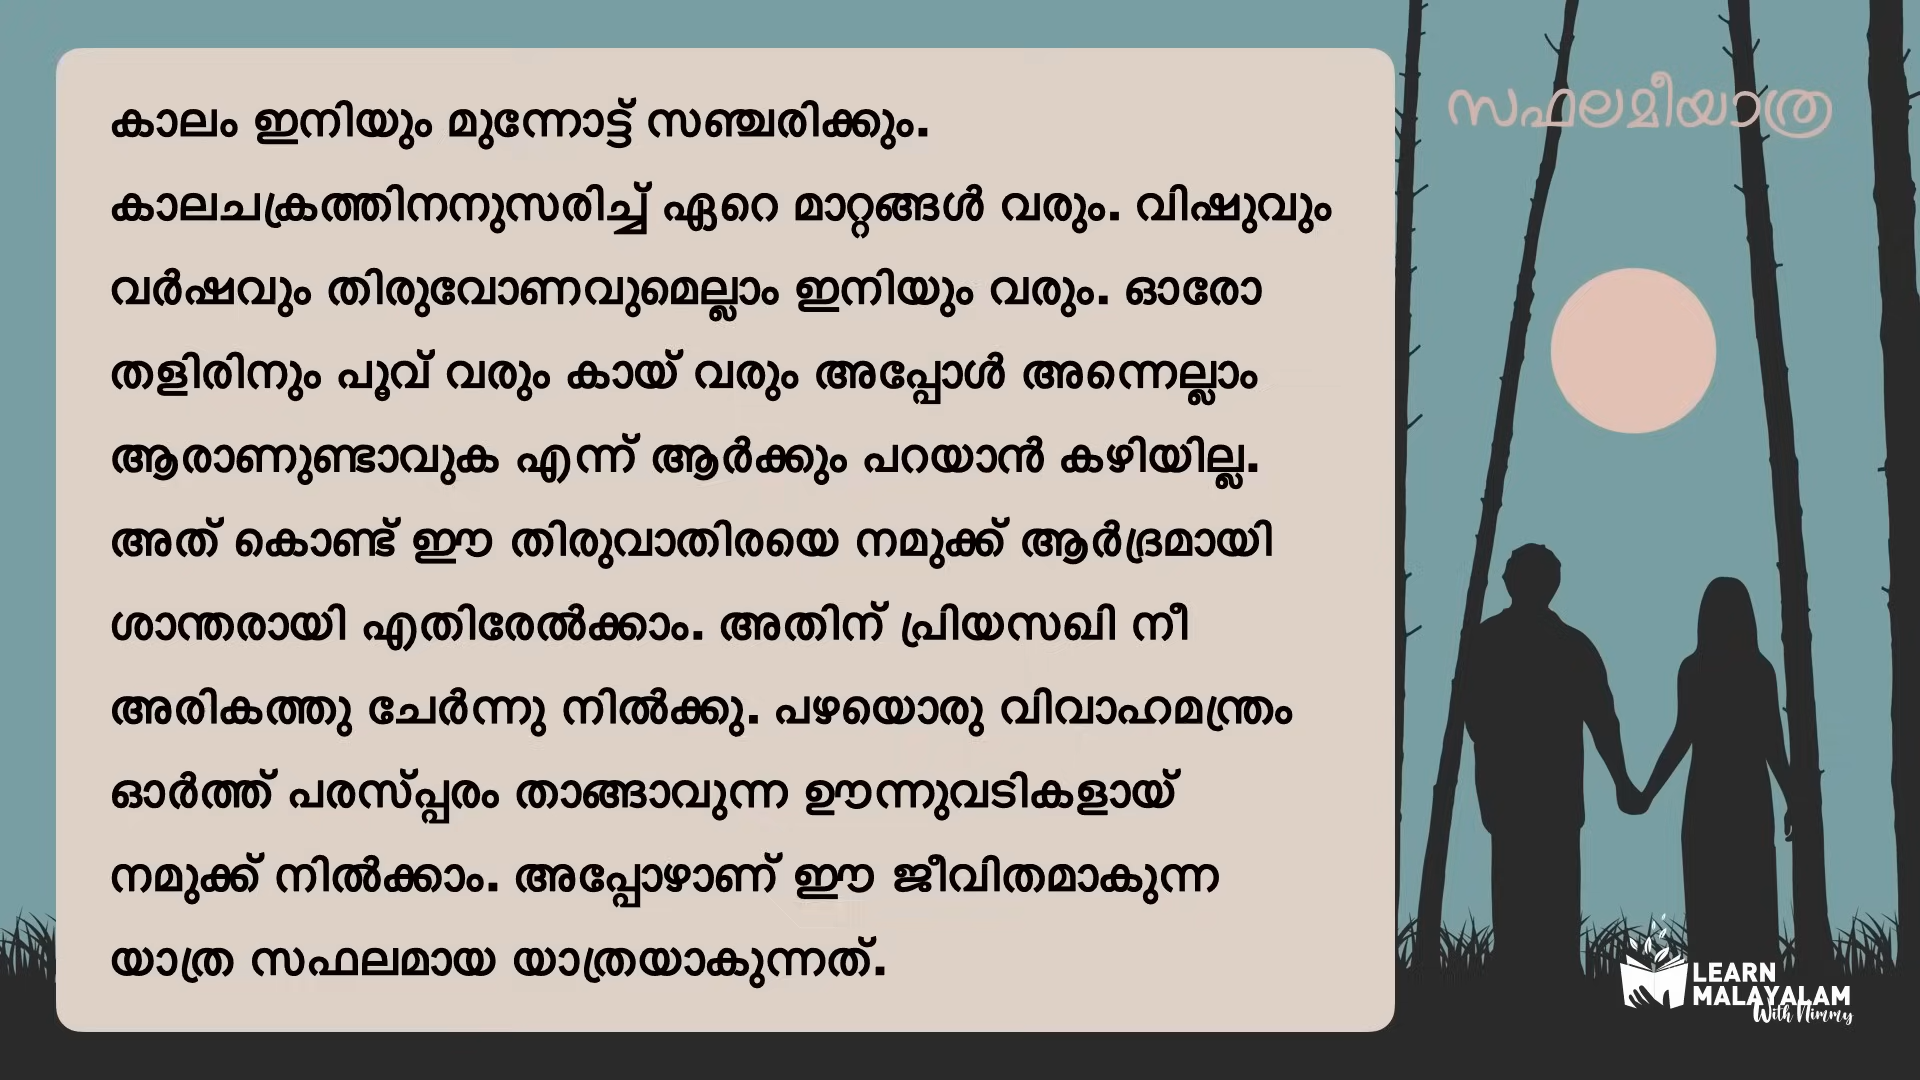 കാലം ഇനിയും മുന്നോട്ട് സഞ്ചരിക്കും.
കാലചക്രത്തിനനുസരിച്ച് ഏറെ മാറ്റങ്ങൾ വരും. വിഷുവും
വർഷവും തിരുവോണവുമെല്ലാം ഇനിയും വരും. ഓരോ
തളിരിനും പൂവ് വരും കായ് വരും അപ്പോൾ അന്നെല്ലാം
ആരാണുണ്ടാവുക എന്ന് ആർക്കും പറയാൻ കഴിയില്ല.
അത് കൊണ്ട് ഈ തിരുവാതിരയെ നമുക്ക് ആർദ്രമായി
ശാന്തരായി എതിരേൽക്കാം. അതിന് പ്രിയസഖി നീ
അരികത്തു ചേർന്നു നിൽക്കു. പഴയൊരു വിവാഹമന്ത്രം
ഓർത്ത് പരസ്പ്പരം താങ്ങാവുന്ന ഊന്നുവടികളായ്
നമുക്ക് നിൽക്കാം. അപ്പോഴാണ് ഈ ജീവിതമാകുന്ന
യാത്ര സഫലമായ യാത്രയാകുന്നത്.
സഫലമീയാത്ര
LEARN
MALAYALAM
With Nimmy